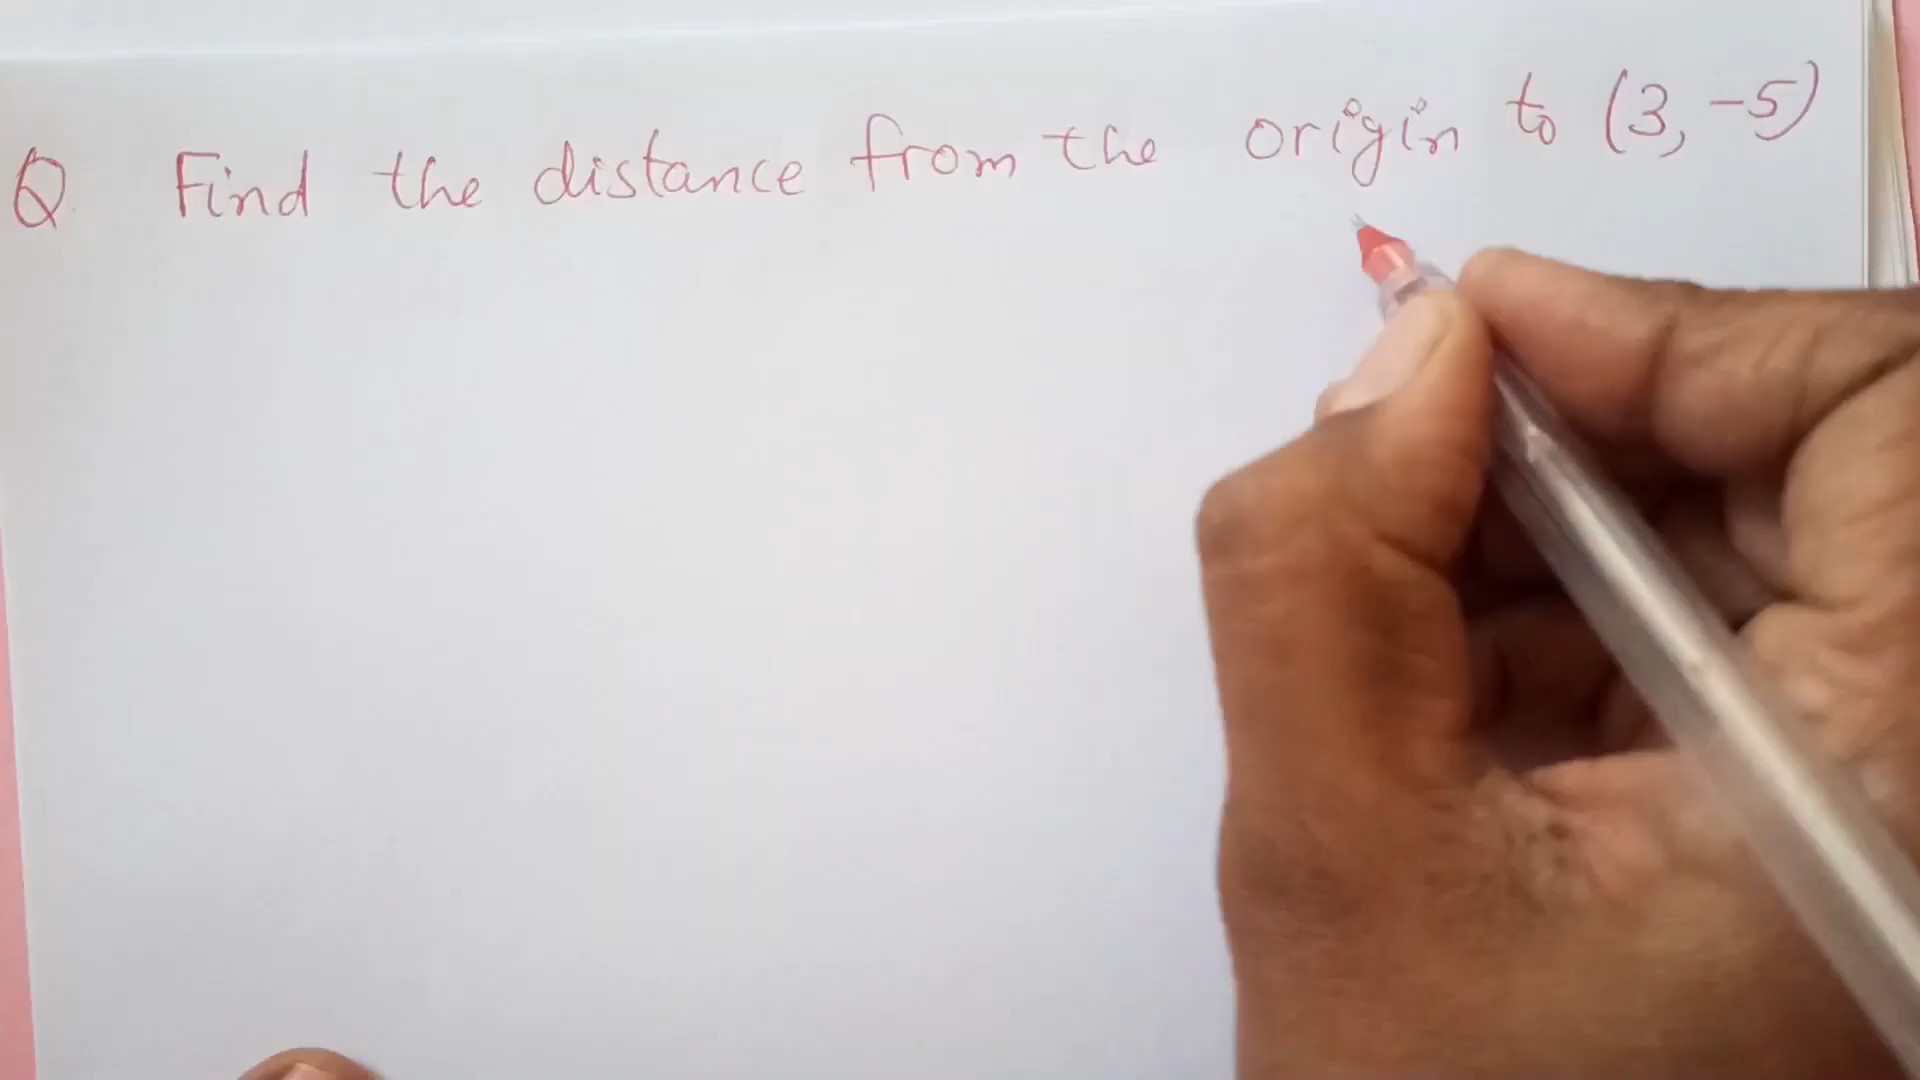 Q Find the distance from the origin to (3, -5)